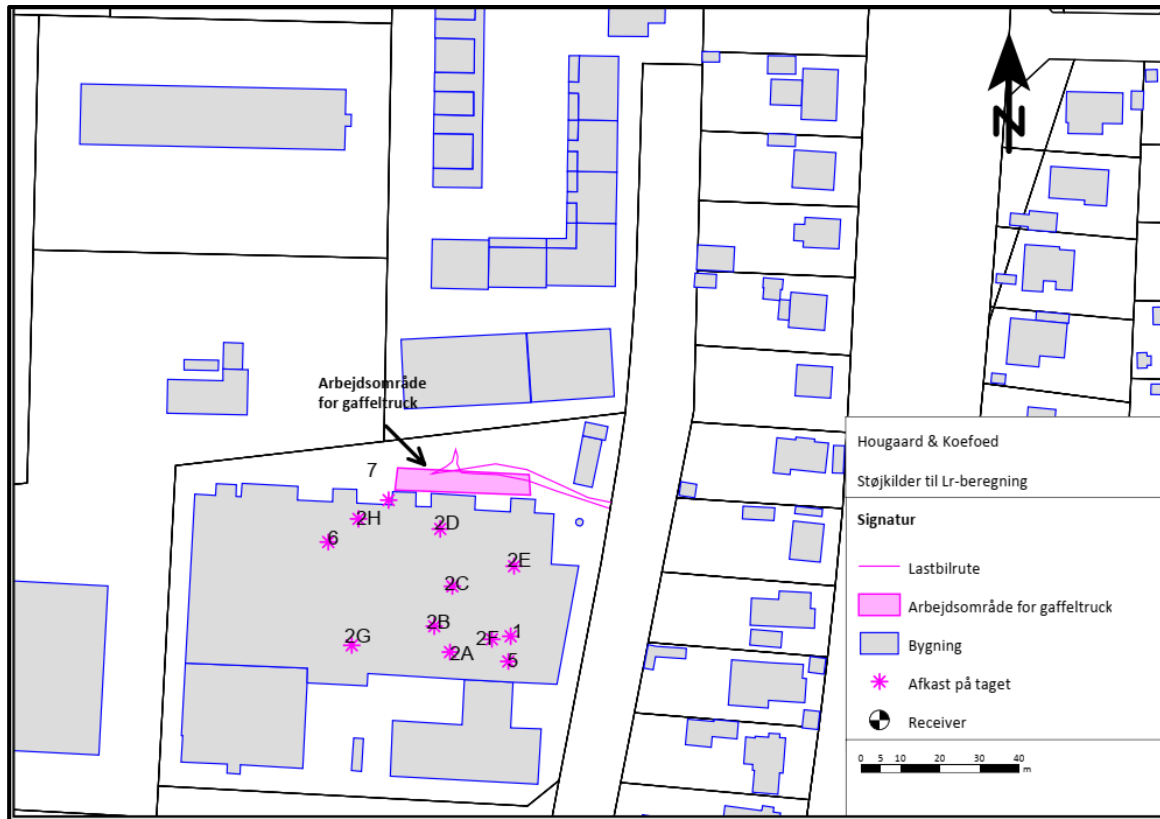 N
Arbejdsområde
for gaffeltruck
7
2H
6
2D
2E
2C
2B
2F
1
2G
2A
5
Hougaard & Koefoed
Støjkilder til Lr-beregning
Signatur
Lastbilrute
Arbejdsområde for gaffeltruck
Bygning
Afkast på taget
Receiver
0 5 10 20 30 40
m